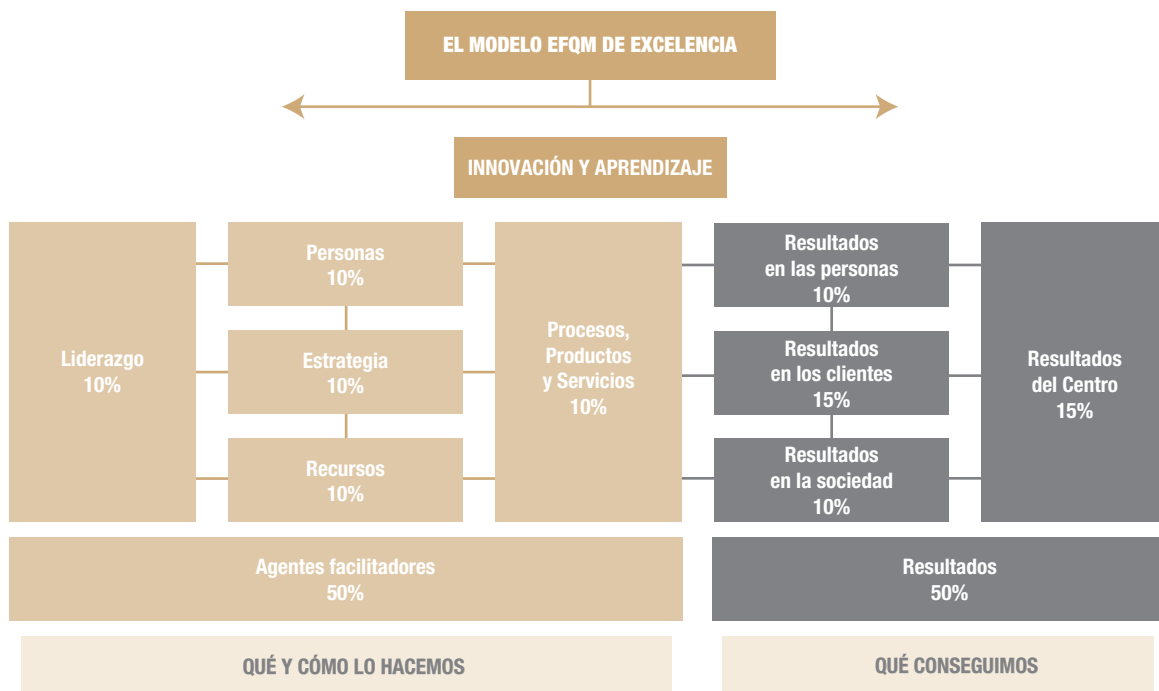 EL MODELO EFQM DE EXCELENCIA
INNOVACIÓN Y APRENDIZAJE
Liderazgo
10%
Personas
10%
Estrategia
10%
Recursos
10%
Procesos,
Productos
y Servicios
10%
Resultados
en las personas
10%
Resultados
en los clientes
15%
Resultados
en la sociedad
10%
Resultados
del Centro
15%
Agentes facilitadores
50%
Resultados
50%
QUÉ Y CÓMO LO HACEMOS
QUÉ CONSEGUIMOS